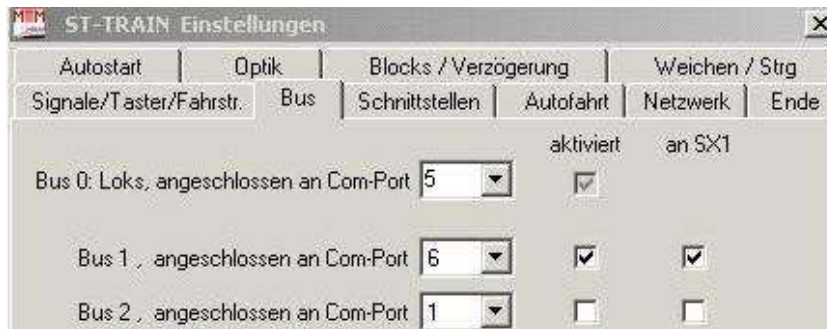 ST-TRAIN Einstellungen
Autostart Optik Blocks / Verzögerung Weichen / Strg
Signale/Taster/Fahrstr. Bus Schnittstellen Autofahrt Netzwerk Ende
aktiviert an SX1
Bus 0: Loks, angeschlossen an Com-Port 5
Bus 1 , angeschlossen an Com-Port 6
Bus 2 , angeschlossen an Com-Port 1